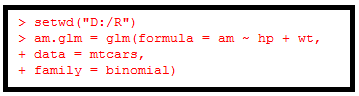 > setwd("D:/R")
> am.glm = glm(formula = am ~ hp + wt,
+ data = mtcars,
+ family = binomial)